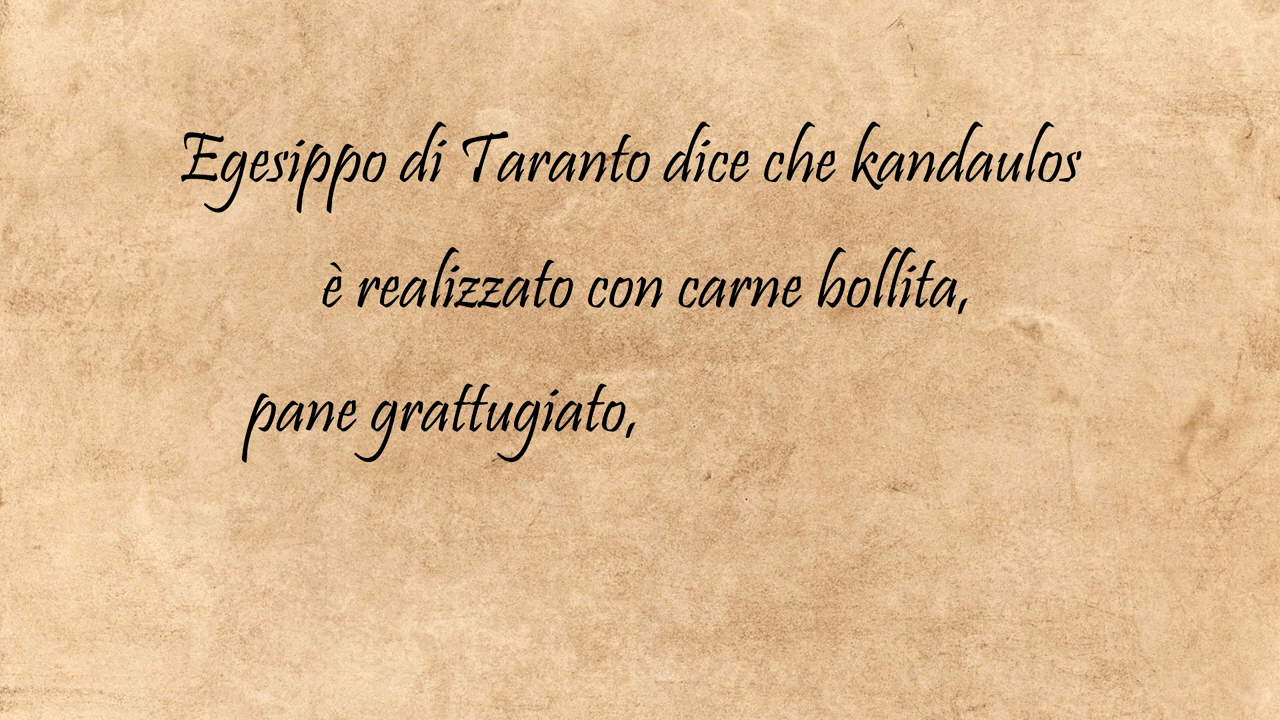 Egesippo di Taranto dice che kandaulos
è realizzato con carne bollita,
pane grattugiato,